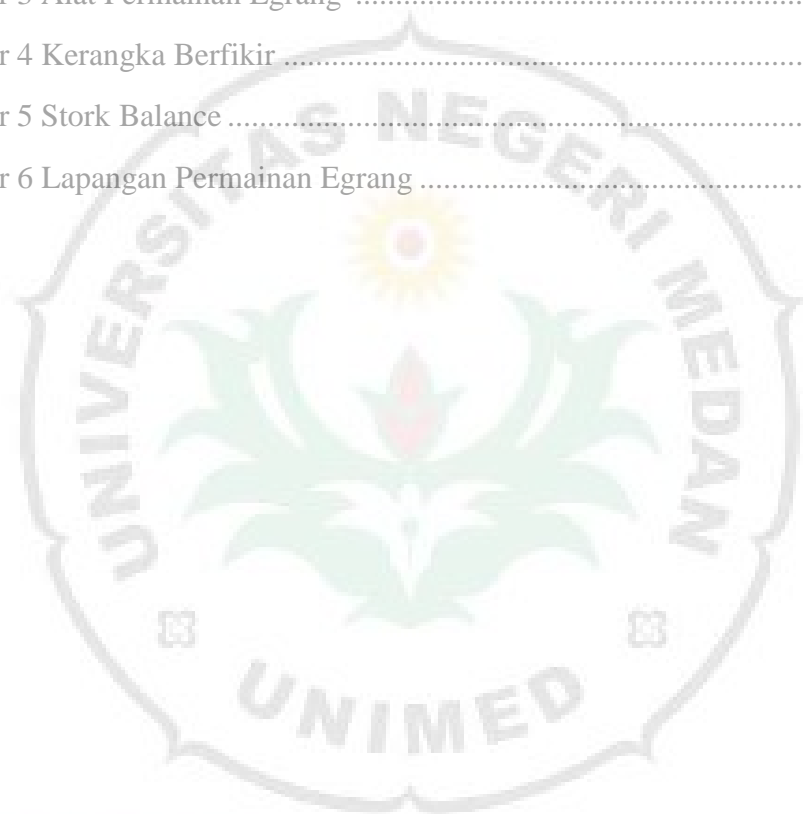 r 3 Alat Permainan Egrang ........................................................
r 4 Kerangka Berfikir .................................................................
r 5 Stork Balance ........................................................................
r 6 Lapangan Permainan Egrang ................................................
UNIVERSITAS NEGERI MEDAN
UNIMED